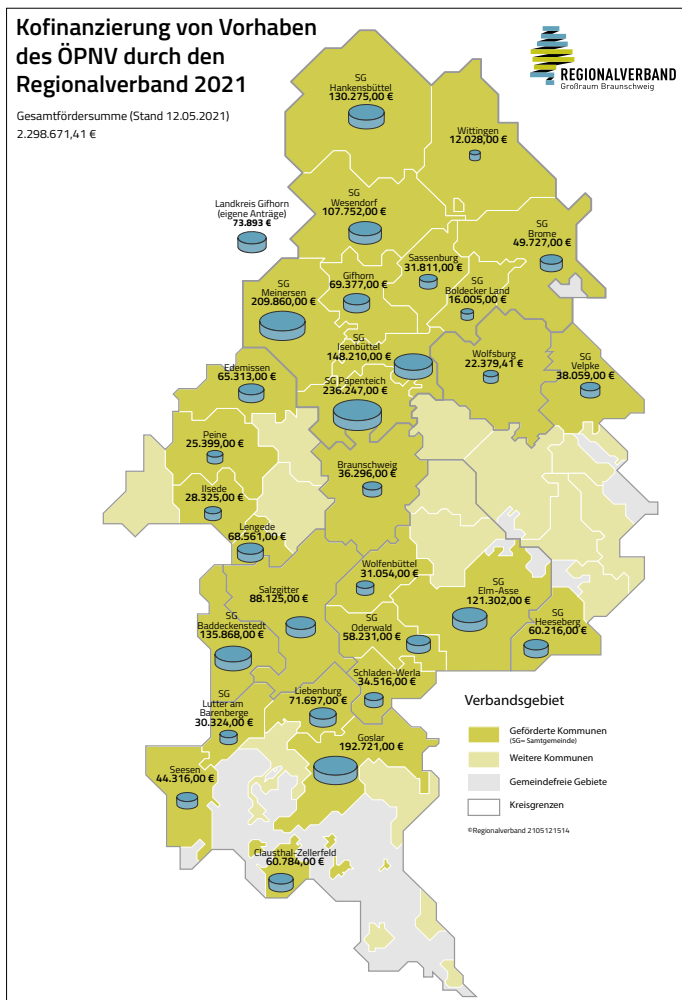 Kofinanzierung von Vorhaben
des ÖPNV durch den
Regionalverband 2021
Gesamtfördersumme (Stand 12.05.2021)
2.298.671,41 €
REGIONALVERBAND
Großraum Braunschweig
SG
Hankensbüttel
130.275,00 €
Wittingen
12.028,00 €
Landkreis Gifhorn
(eigene Anträge)
73.893 €
SG
Wesendorf
107.752,00 €
SG
Brome
49.727,00 €
Sassenburg
31.811,00 €
Gifhorn
69.377,00 €
SG
Boldecker Land
16.005,00 €
SG
Meinersen
209.860,00 €
SG
Isenbüttel
148.210,00 €
Wolfsburg
22.379,41 €
SG
Velpke
38.059,00 €
Edemissen
65.313,00 €
SG Papenteich
236.247,00 €
Peine
25.399,00 €
Braunschweig
36.296,00 €
Ilsede
28.325,00 €
Lengede
68.561,00 €
Wolfenbüttel
31.054,00 €
Salzgitter
88.125,00 €
SG
Elm-Asse
121.302,00 €
SG
Baddeckenstedt
135.868,00 €
SG
Oderwald
58.231,00 €
SG
Heeseberg
60.216,00 €
Schladen-Werla
34.516,00 €
Liebenburg
71.697,00 €
SG
Lutter am
Barenberge
30.324,00 €
Goslar
192.721,00 €
Seesen
44.316,00 €
Clausthal-Zellerfeld
60.784,00 €
Verbandsgebiet
Geförderte Kommunen
(SG= Samtgemeinde)
Weitere Kommunen
Gemeindefreie Gebiete
Kreisgrenzen
©Regionalverband 2105121514